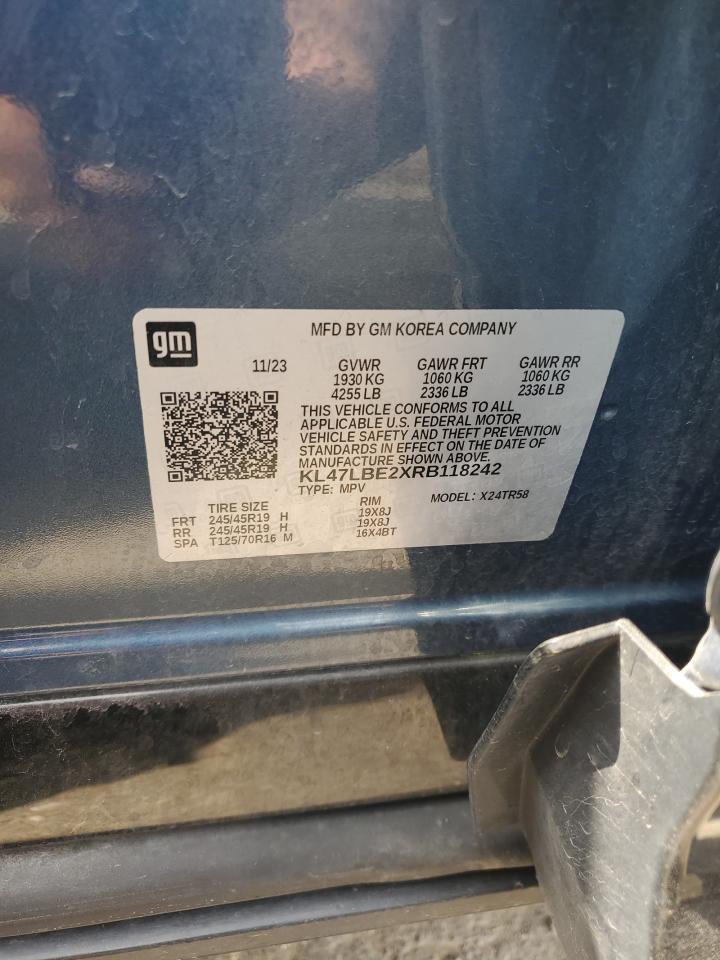 gm
MFD BY GM KOREA COMPANY
11/23 GVWR GAWR FRT GAWR RR
1930 KG 1060 KG 1060 KG
4255 LB 2336 LB 2336 LB
THIS VEHICLE CONFORMS TO ALL
APPLICABLE U.S. FEDERAL MOTOR
VEHICLE SAFETY AND THEFT PREVENTION
STANDARDS IN EFFECT ON THE DATE OF
MANUFACTURE SHOWN ABOVE.
KL47LBE2XRB118242
TYPE: MPV MODEL: X24TR58
TIRE SIZE RIM
FRT 245/45R19 H 19X8J
RR 245/45R19 H 19X8J
SPA T125/70R16 M 16X4BT